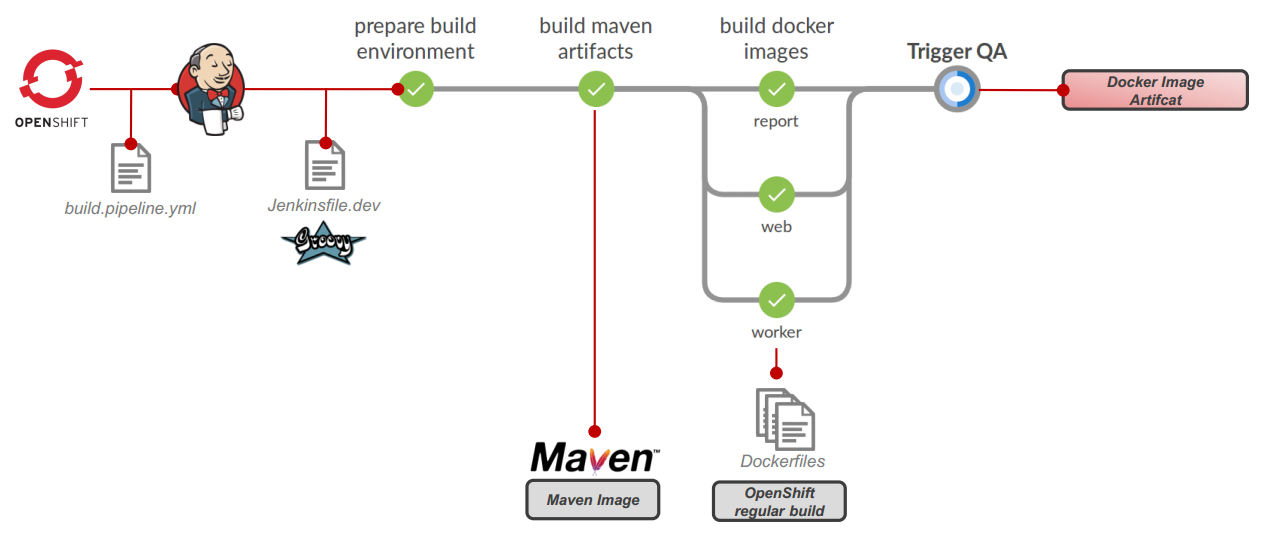 prepare build
environment
build maven
artifacts
build docker
images
Trigger QA
OPENSHIFT
Docker Image
Artifcat
report
build.pipeline.yml
Jenkinsfile.dev
Groovy
web
worker
Maven™
Maven Image
Dockerfiles
OpenShift
regular build